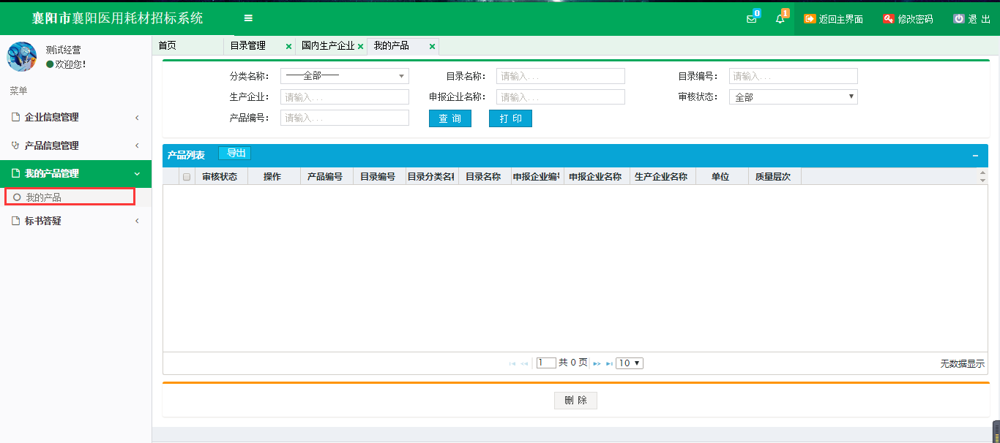 襄阳市襄阳医用耗材招标系统
0
1
返回主界面
修改密码
退 出
测试经营
欢迎您!
菜单
企业信息管理
产品信息管理
我的产品管理
我的产品
标书答疑
首页
目录管理
国内生产企业
我的产品
分类名称: ——全部——
目录名称: 请输入...
目录编号: 请输入...
生产企业: 请输入...
申报企业名称: 请输入...
审核状态: 全部
产品编号: 请输入...
查 询
打 印
产品列表
导出
审核状态 操作 产品编号 目录编号 目录分类名 目录名称 申报企业编 申报企业名称 生产企业名称 单位 质量层次
1 共 0 页 10
无数据显示
删 除